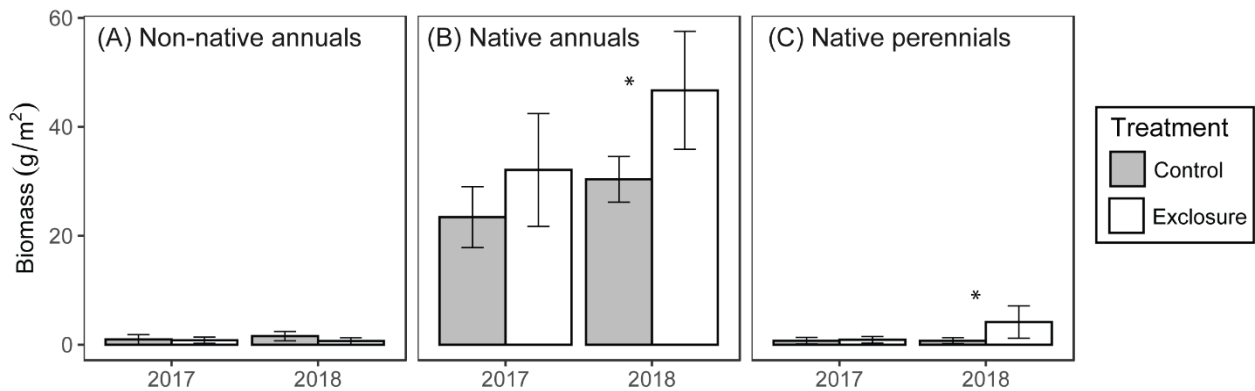 60
40
20
0
Biomass (g/m²)
(A) Non-native annuals
2017 2018
(B) Native annuals
*
2017 2018
(C) Native perennials
*
2017 2018
Treatment
Control
Exclosure